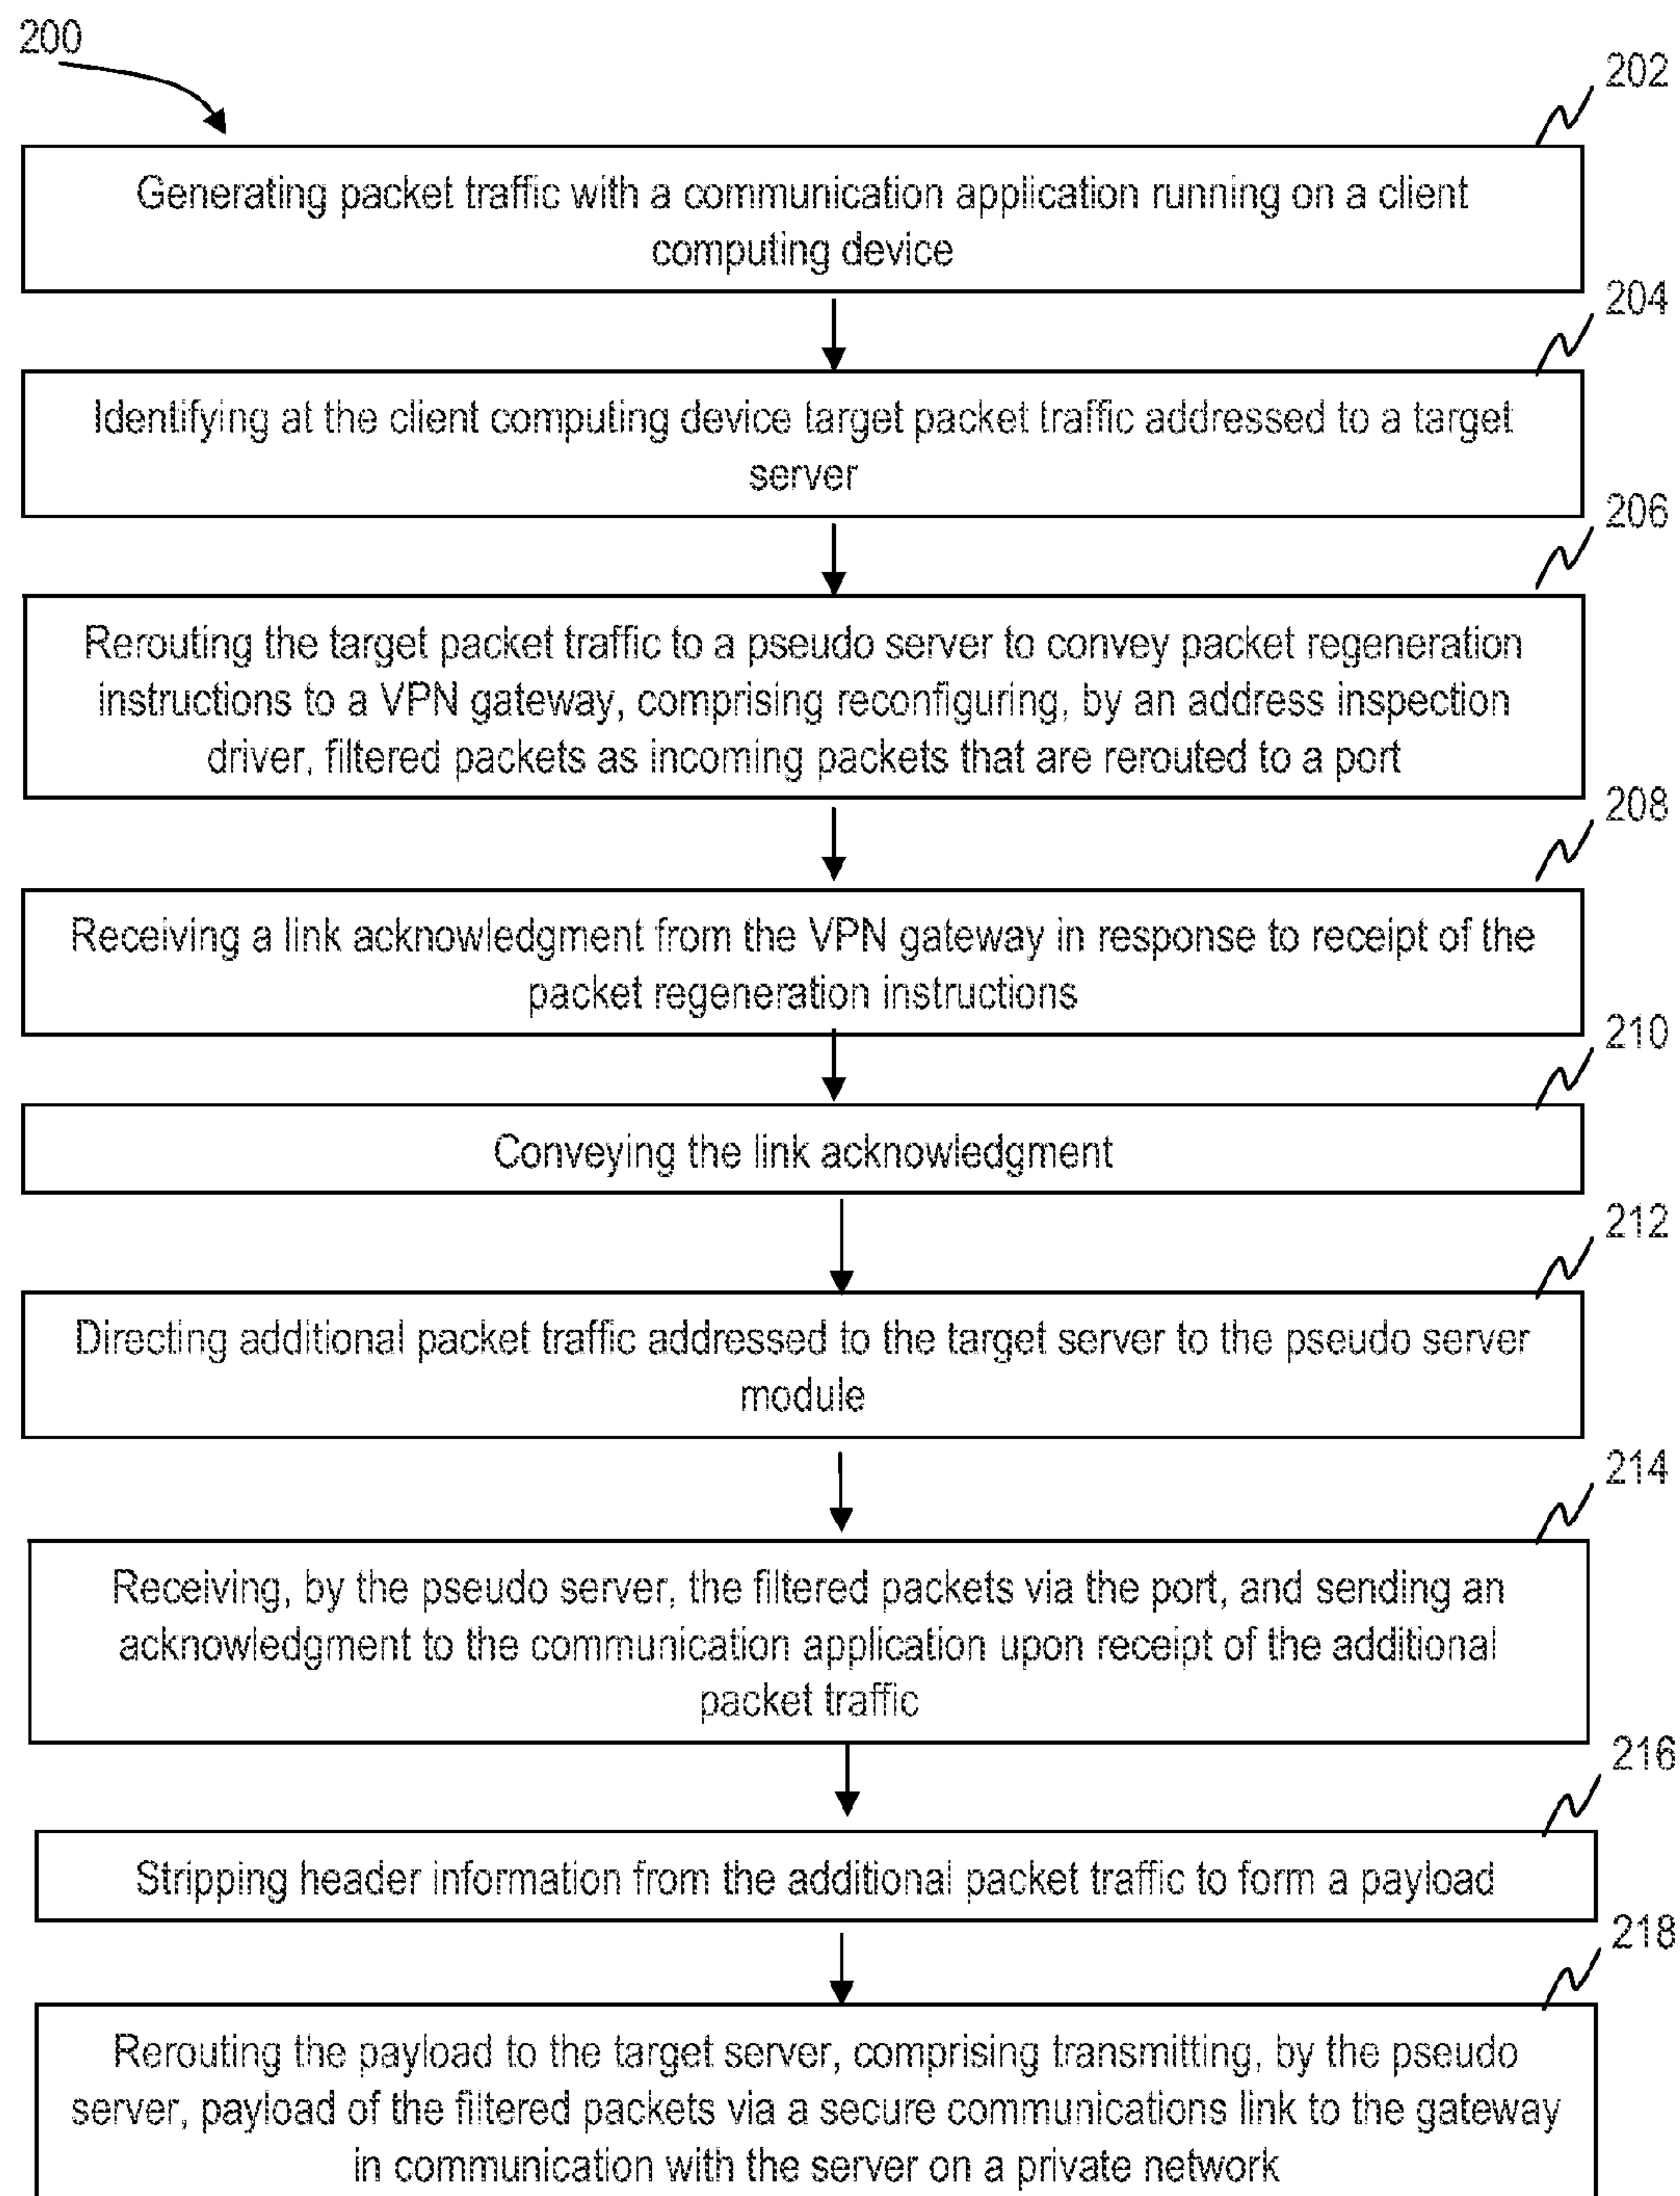 200
202
Generating packet traffic with a communication application running on a client
computing device
204
Identifying at the client computing device target packet traffic addressed to a target
server
206
Rerouting the target packet traffic to a pseudo server to convey packet regeneration
instructions to a VPN gateway, comprising reconfiguring, by an address inspection
driver, filtered packets as incoming packets that are rerouted to a port
208
Receiving a link acknowledgment from the VPN gateway in response to receipt of the
packet regeneration instructions
210
Conveying the link acknowledgment
212
Directing additional packet traffic addressed to the target server to the pseudo server
module
214
Receiving, by the pseudo server, the filtered packets via the port, and sending an
acknowledgment to the communication application upon receipt of the additional
packet traffic
216
Stripping header information from the additional packet traffic to form a payload
218
Rerouting the payload to the target server, comprising transmitting, by the pseudo
server, payload of the filtered packets via a secure communications link to the gateway
in communication with the server on a private network